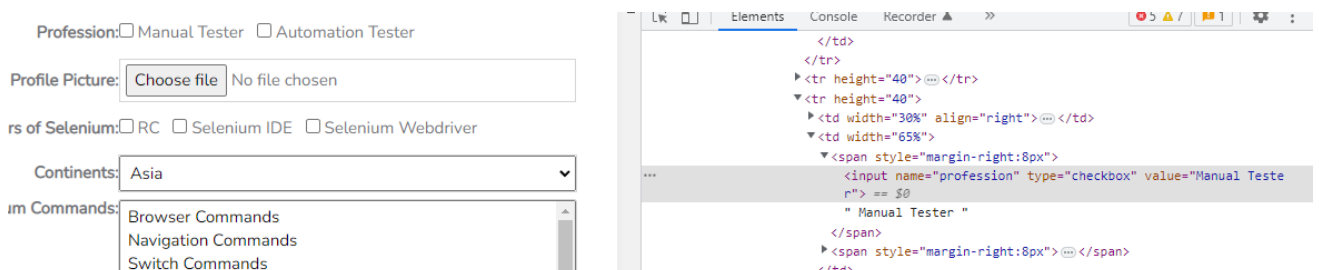 Profession: Manual Tester Automation Tester
Profile Picture: Choose file No file chosen
rs of Selenium: RC Selenium IDE Selenium Webdriver
Continents: Asia
um Commands: Browser Commands
Navigation Commands
Switch Commands
Elements Console Recorder » 5 7 1
</td>
</tr>
<tr height="40">…</tr>
<tr height="40">
<td width="30%" align="right">…</td>
<td width="65%">
<span style="margin-right:8px">
<input name="profession" type="checkbox" value="Manual Teste
r"> == $0
" Manual Tester "
</span>
<span style="margin-right:8px">…</span>
</td>